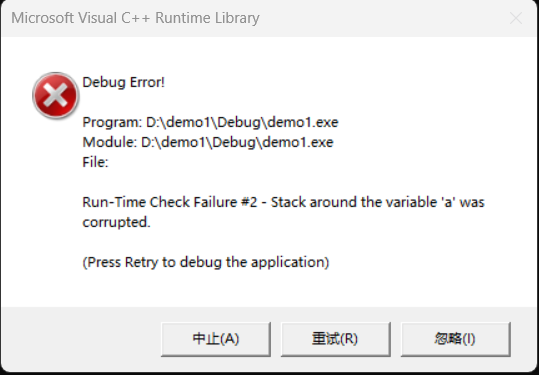 Microsoft Visual C++ Runtime Library
Debug Error!
Program: D:\demo1\Debug\demo1.exe
Module: D:\demo1\Debug\demo1.exe
File:
Run-Time Check Failure #2 - Stack around the variable 'a' was
corrupted.
(Press Retry to debug the application)
中止(A)
重试(R)
忽略(I)